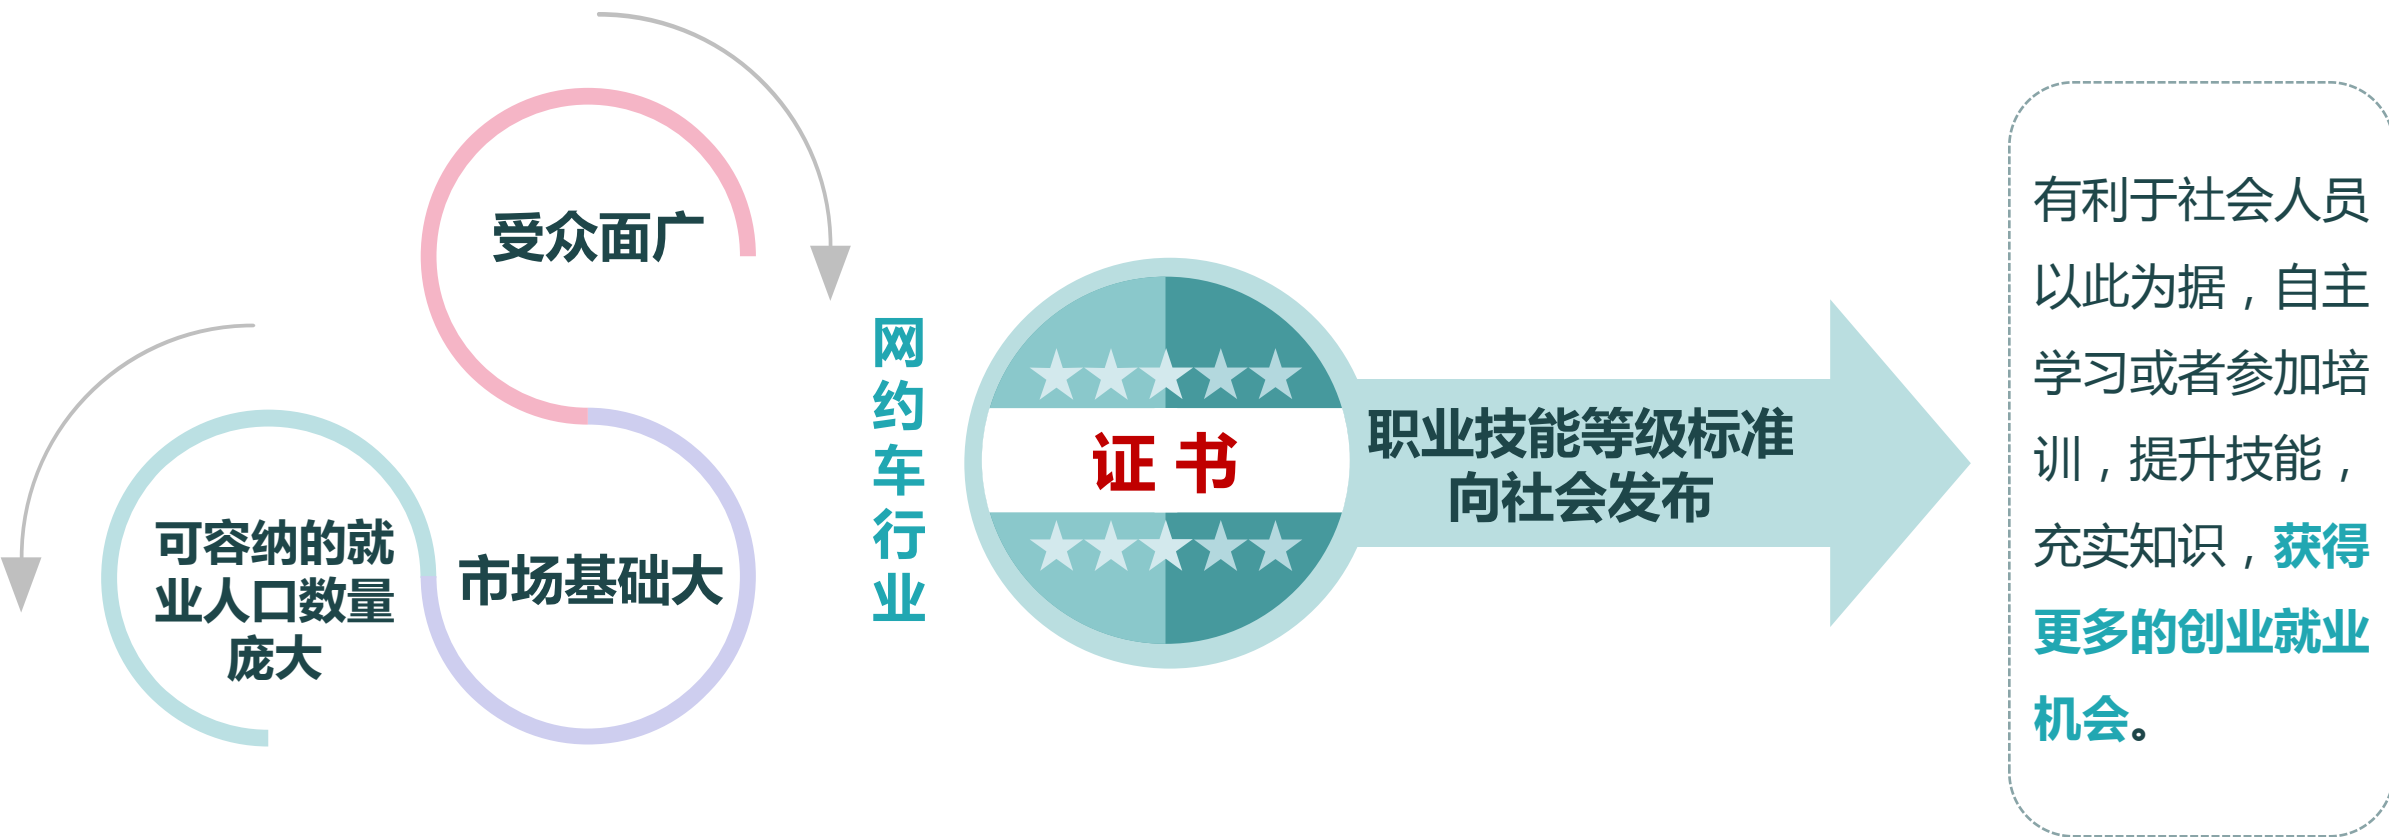 受众面广
可容纳的就
业人口数量
庞大
市场基础大
网约车行业
证书
职业技能等级标准
向社会发布
有利于社会人员
以此为据，自主
学习或者参加培
训，提升技能，
充实知识，获得
更多的创业就业
机会。